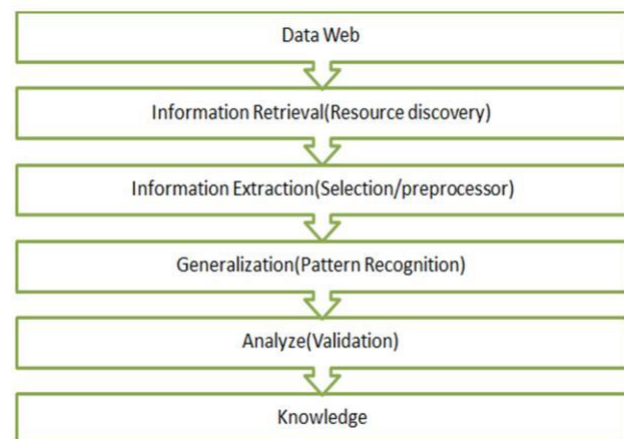 Data Web
Information Retrieval(Resource discovery)
Information Extraction(Selection/preprocessor)
Generalization(Pattern Recognition)
Analyze(Validation)
Knowledge